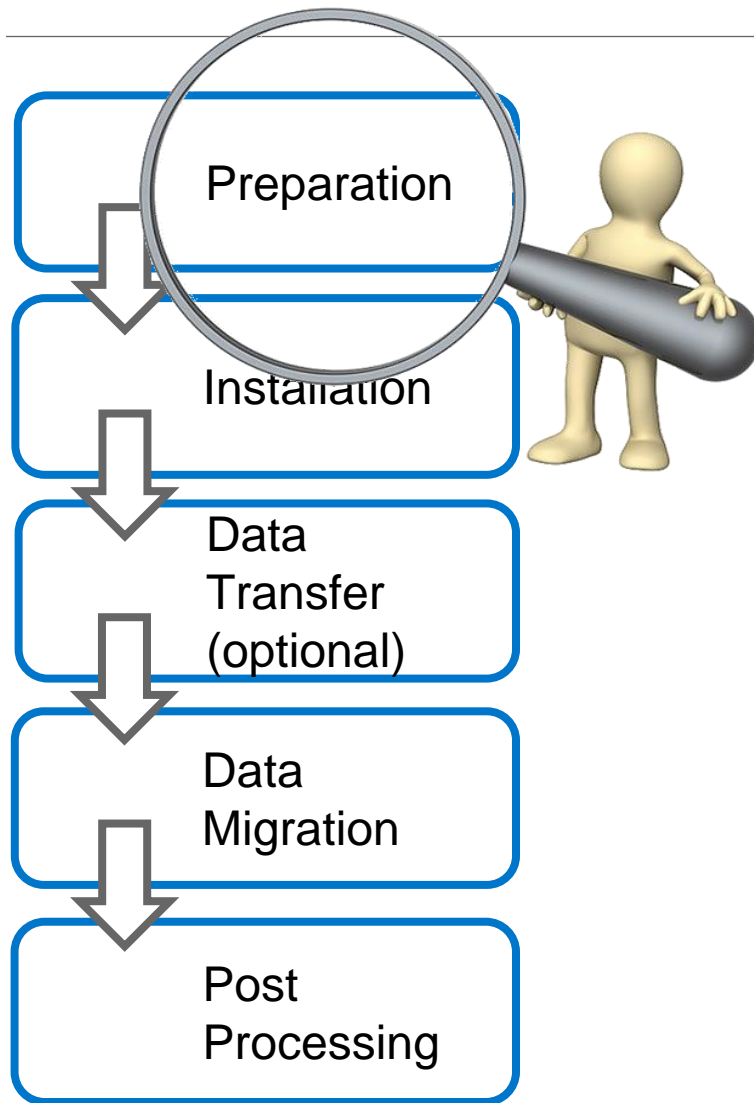 Preparation
Installation
Data
Transfer
(optional)
Data
Migration
Post
Processing